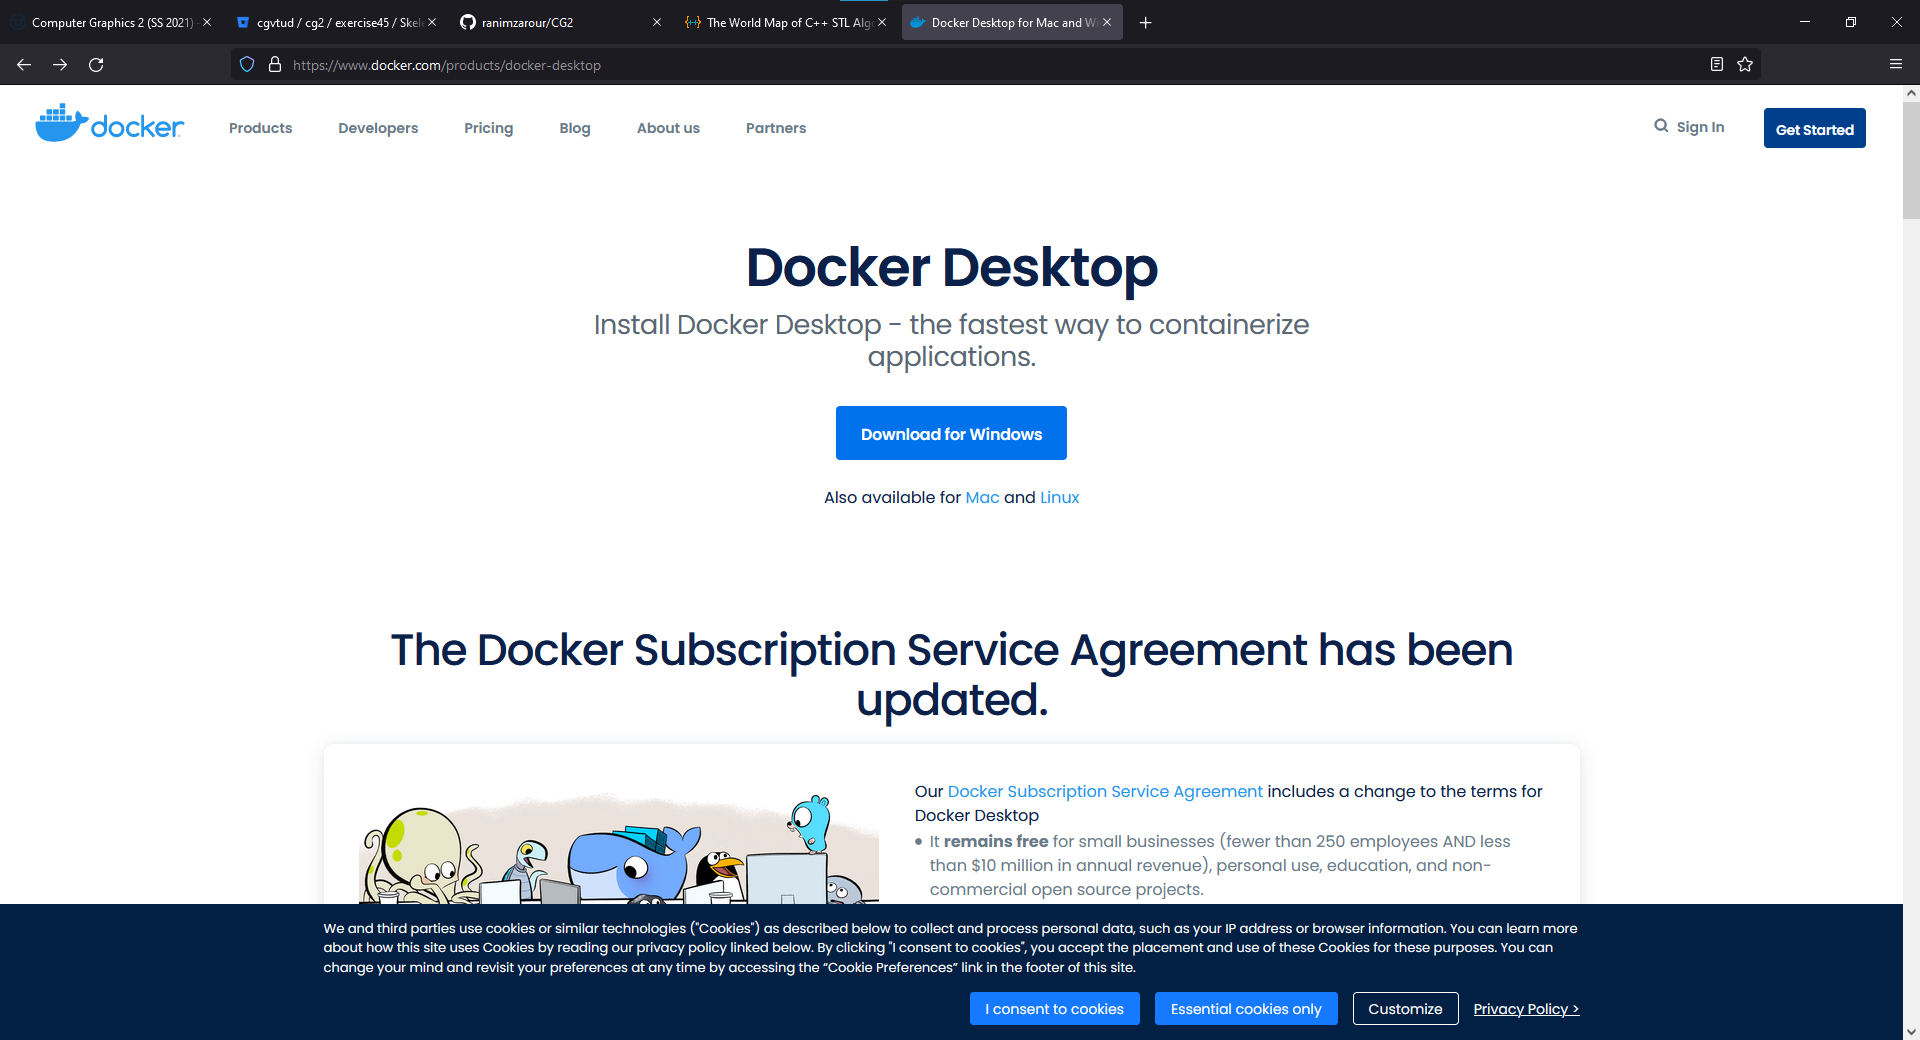 Computer Graphics 2 (SS 2021)
cgvtud / cg2 / exercise45 / Skele
ranimzarour/CG2
The World Map of C++ STL Algo
Docker Desktop for Mac and Wi
https://www.docker.com/products/docker-desktop
docker
Products
Developers
Pricing
Blog
About us
Partners
Sign In
Get Started
Docker Desktop
Install Docker Desktop - the fastest way to containerize
applications.
Download for Windows
Also available for Mac and Linux
The Docker Subscription Service Agreement has been
updated.
Our Docker Subscription Service Agreement includes a change to the terms for
Docker Desktop
• It remains free for small businesses (fewer than 250 employees AND less
than $10 million in annual revenue), personal use, education, and non-
commercial open source projects.
We and third parties use cookies or similar technologies ("Cookies") as described below to collect and process personal data, such as your IP address or browser information. You can learn more
about how this site uses Cookies by reading our privacy policy linked below. By clicking "I consent to cookies", you accept the placement and use of these Cookies for these purposes. You can
change your mind and revisit your preferences at any time by accessing the “Cookie Preferences” link in the footer of this site.
I consent to cookies
Essential cookies only
Customize
Privacy Policy >